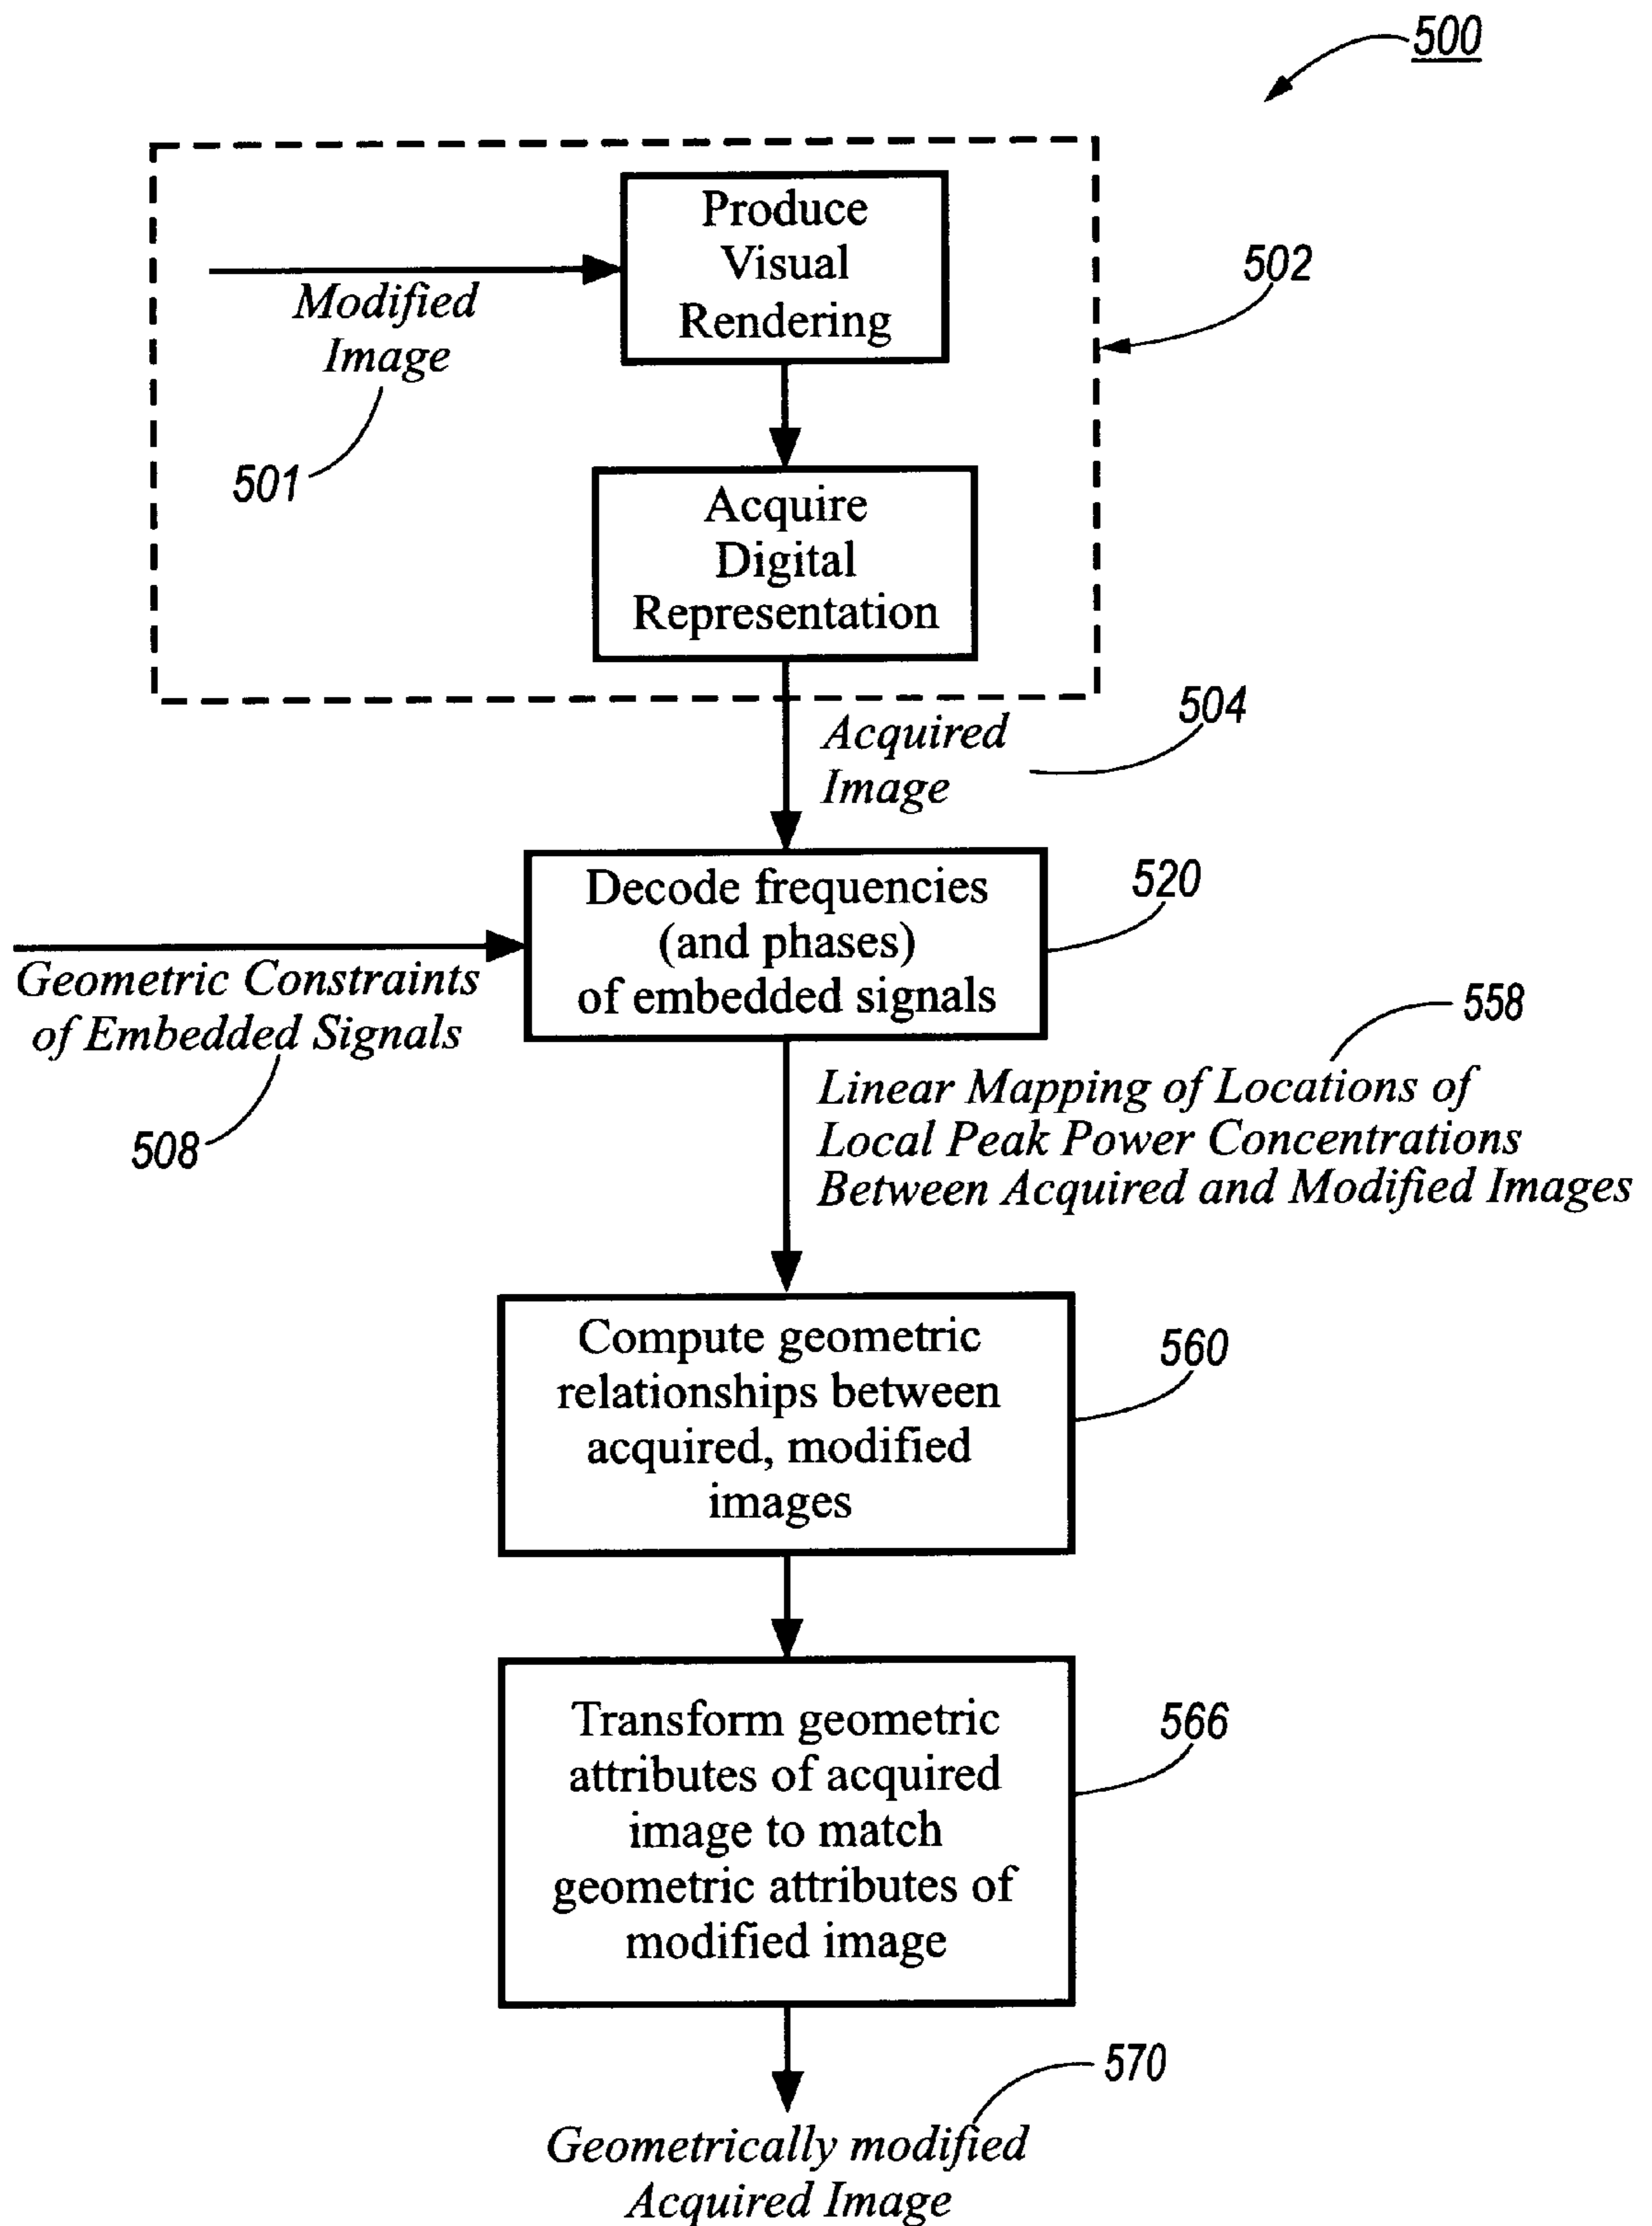 500
Produce
Visual
Rendering
502
Modified
Image
501
Acquire
Digital
Representation
504
Acquired
Image
Decode frequencies
(and phases)
of embedded signals
520
Geometric Constraints
of Embedded Signals
508
558
Linear Mapping of Locations of
Local Peak Power Concentrations
Between Acquired and Modified Images
Compute geometric
relationships between
acquired, modified
images
560
Transform geometric
attributes of acquired
image to match
geometric attributes of
modified image
566
570
Geometrically modified
Acquired Image